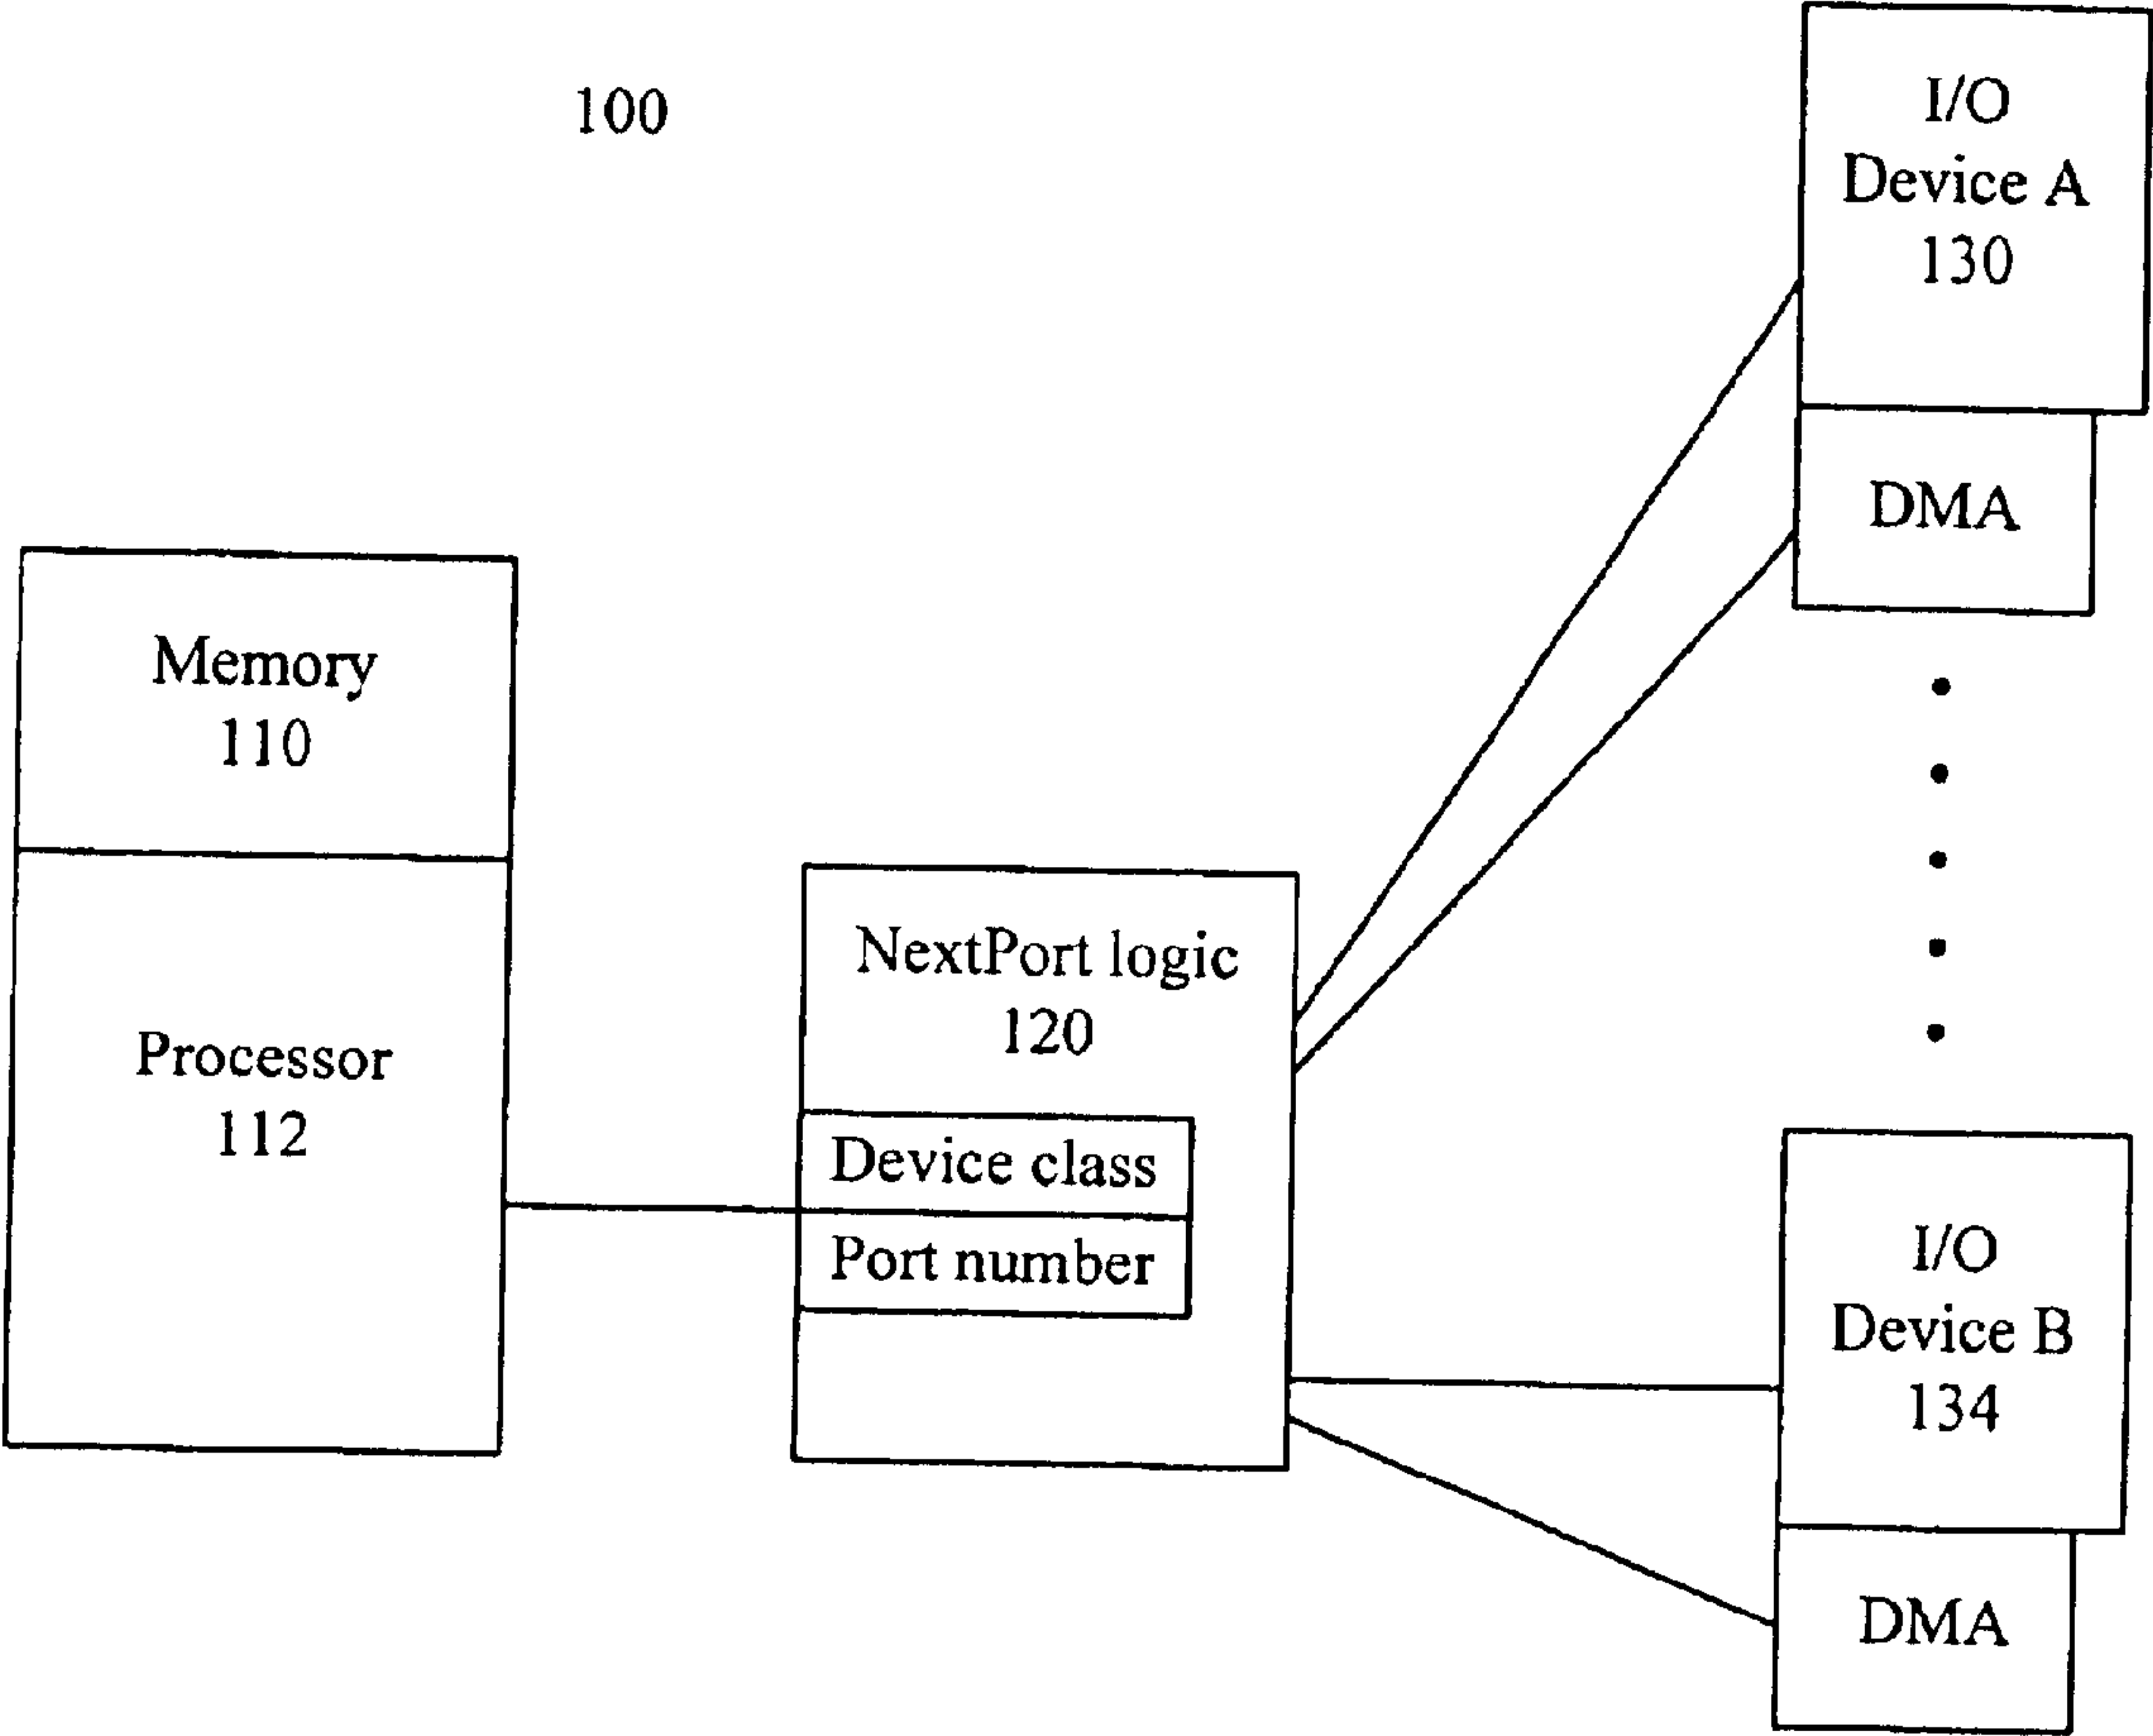 100
I/O
Device A
130
DMA
Memory
110
Processor
112
NextPort logic
120
Device class
Port number
I/O
Device B
134
DMA